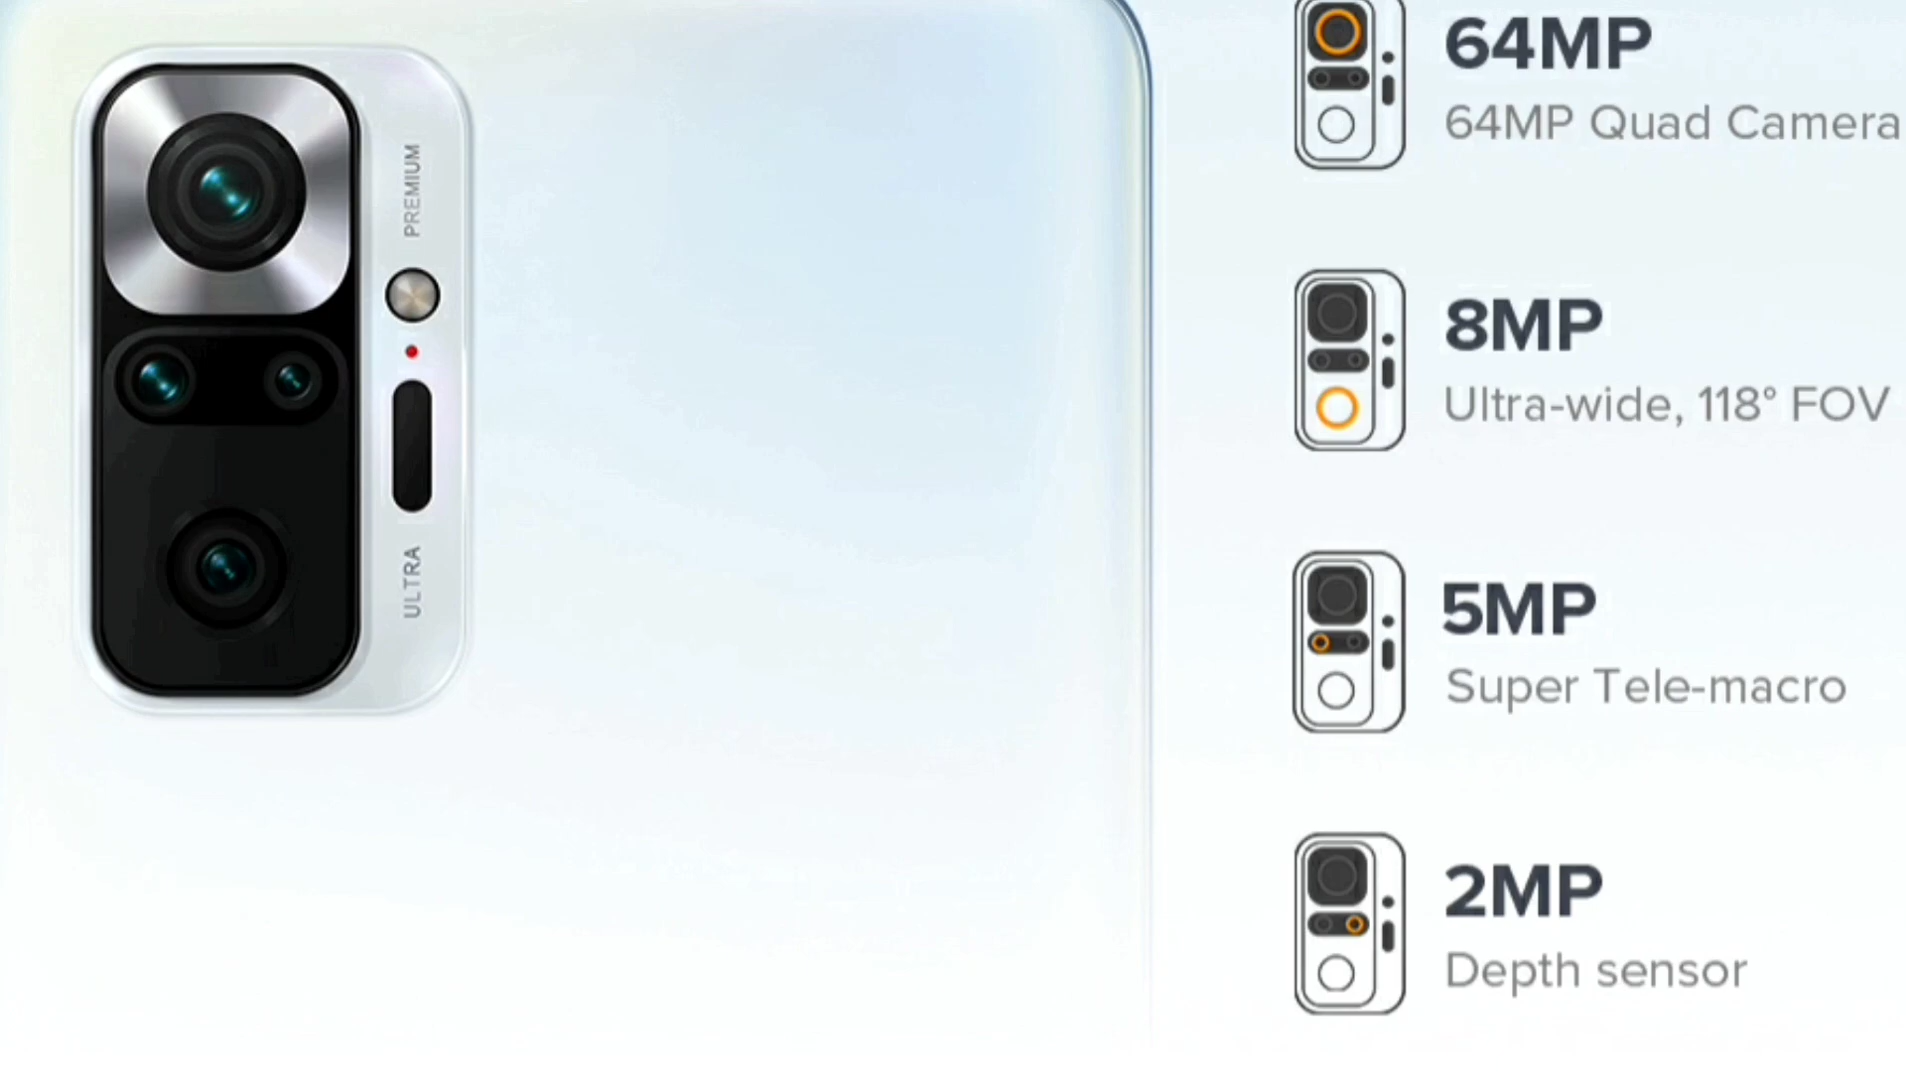 PREMIUM
ULTRA
64MP
64MP Quad Camera
8MP
Ultra-wide, 118° FOV
5MP
Super Tele-macro
2MP
Depth sensor